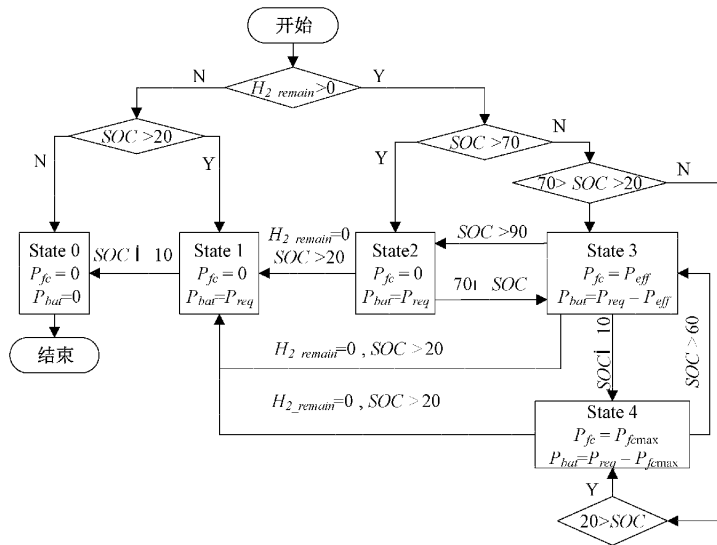 开始
N
Y
H2_remain>0
SOC >20
N
Y
SOC >70
Y
N
70> SOC >20
N
State 0
Pfc = 0
Pbat=0
SOC Ⅰ 10
State 1
Pfc = 0
Pbat=Preq
H2_remain=0
SOC >20
State2
Pfc = 0
Pbat=Preq
SOC >90
70Ⅰ SOC
State 3
Pfc = Peff
Pbat=Preq − Peff
结束
H2_remain=0 , SOC >20
SOCⅠ 10
SOC >60
H2_remain=0 , SOC >20
State 4
Pfc = Pfcmax
Pbat=Preq − Pfcmax
Y
20>SOC